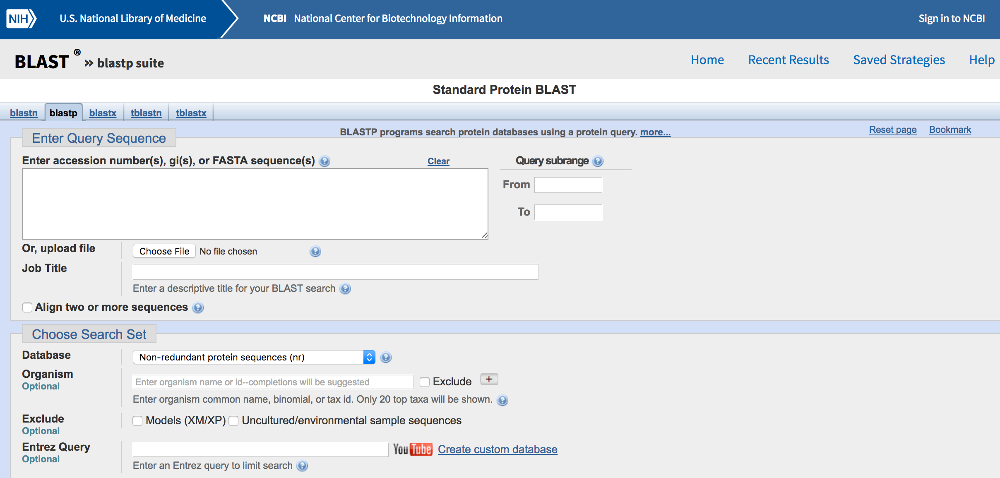 NIH U.S. National Library of Medicine NCBI National Center for Biotechnology Information Sign in to NCBI
BLAST ® » blastp suite Home Recent Results Saved Strategies Help
Standard Protein BLAST
blastn blastp blastx tblastn tblastx
BLASTP programs search protein databases using a protein query. more... Reset page Bookmark
Enter Query Sequence
Enter accession number(s), gi(s), or FASTA sequence(s) ? Clear Query subrange ?
From
To
Or, upload file Choose File No file chosen ?
Job Title
Enter a descriptive title for your BLAST search ?
Align two or more sequences ?
Choose Search Set
Database Non-redundant protein sequences (nr) ?
Organism
Optional
Enter organism name or id--completions will be suggested Exclude +
Enter organism common name, binomial, or tax id. Only 20 top taxa will be shown. ?
Exclude
Optional
Models (XM/XP) Uncultured/environmental sample sequences
Entrez Query
Optional
YouTube Create custom database
Enter an Entrez query to limit search ?